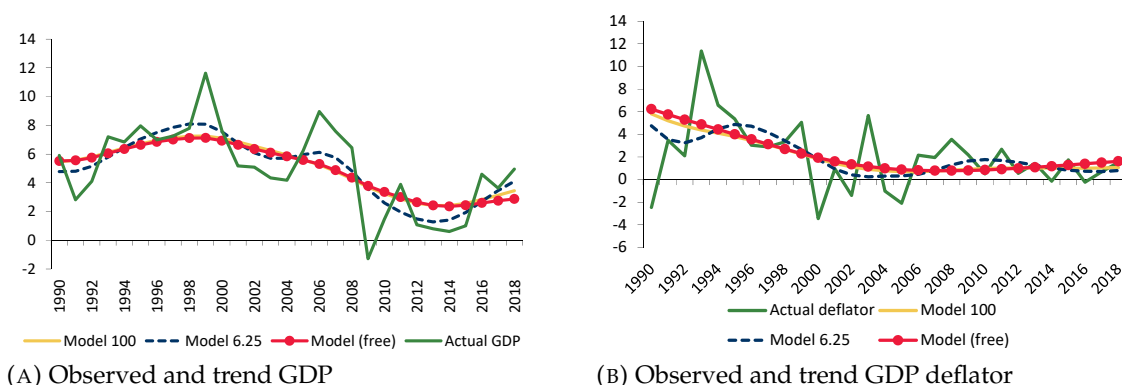 14
12
10
8
6
4
2
0
-2
1990 1992 1994 1996 1998 2000 2002 2004 2006 2008 2010 2012 2014 2016 2018
Model 100 Model 6.25 Model (free) Actual GDP
(A) Observed and trend GDP
14
12
10
8
6
4
2
0
-2
-4
-6
1990 1992 1994 1996 1998 2000 2002 2004 2006 2008 2010 2012 2014 2016 2018
Actual deflator Model 100
Model 6.25 Model (free)
(B) Observed and trend GDP deflator